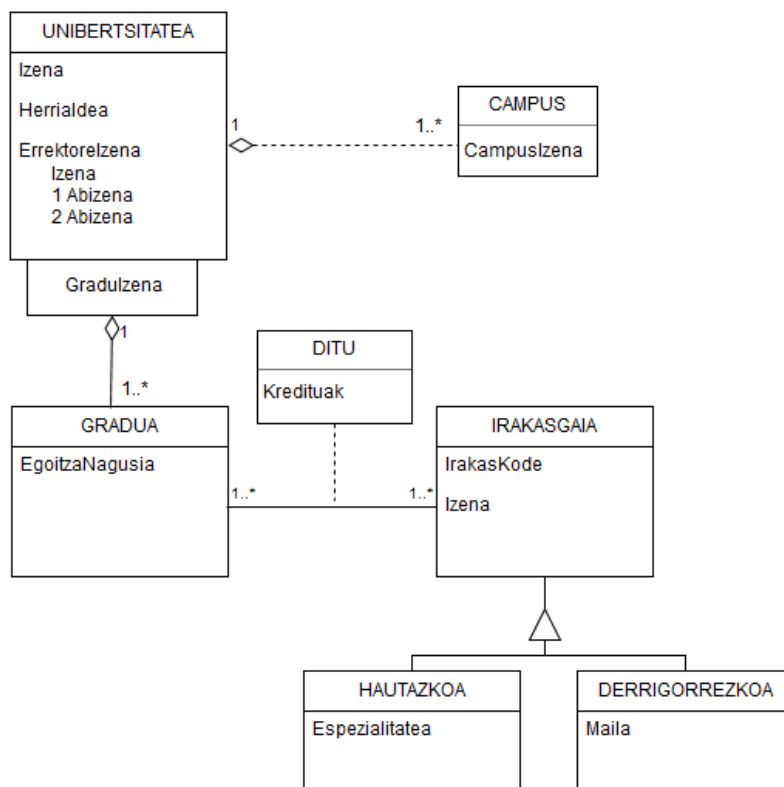 UNIBERTSITATEA
Izena
Herrialdea
ErrektoreIzena
Izena
1 Abizena
2 Abizena
1
1..*
CAMPUS
CampusIzena
GraduIzena
1
1..*
DITU
Kredituak
GRADUA
EgoitzaNagusia
1..*
1..*
IRAKASGAIA
IrakasKode
Izena
HAUTAZKOA
Espezialitatea
DERRIGORREZKOA
Maila